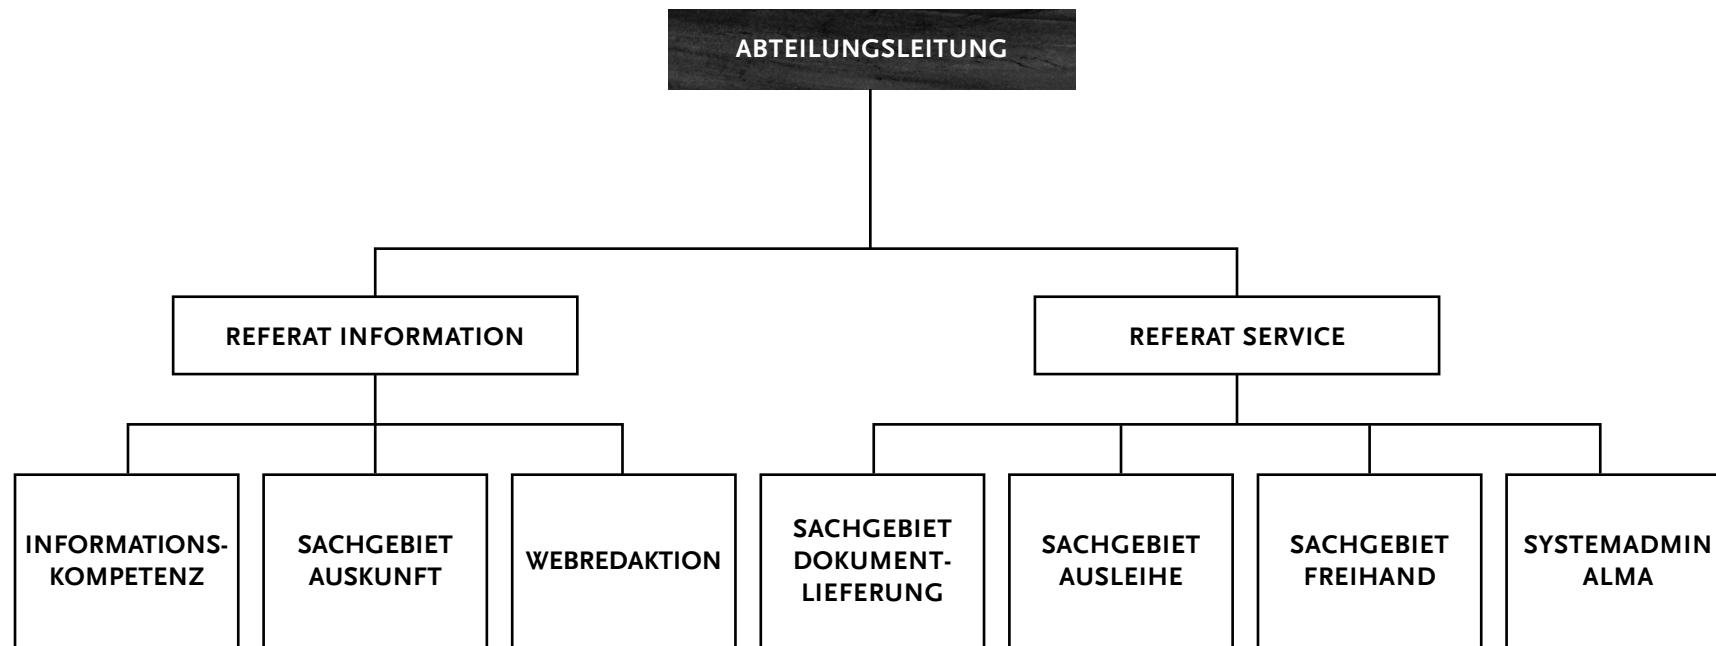 ABTEILUNGSLEITUNG
REFERAT INFORMATION
REFERAT SERVICE
INFORMATIONS-
KOMPETENZ
SACHGEBIET
AUSKUNFT
WEBREDAKTION
SACHGEBIET
DOKUMENT-
LIEFERUNG
SACHGEBIET
AUSLEIHE
SACHGEBIET
FREIHAND
SYSTEMADMIN
ALMA